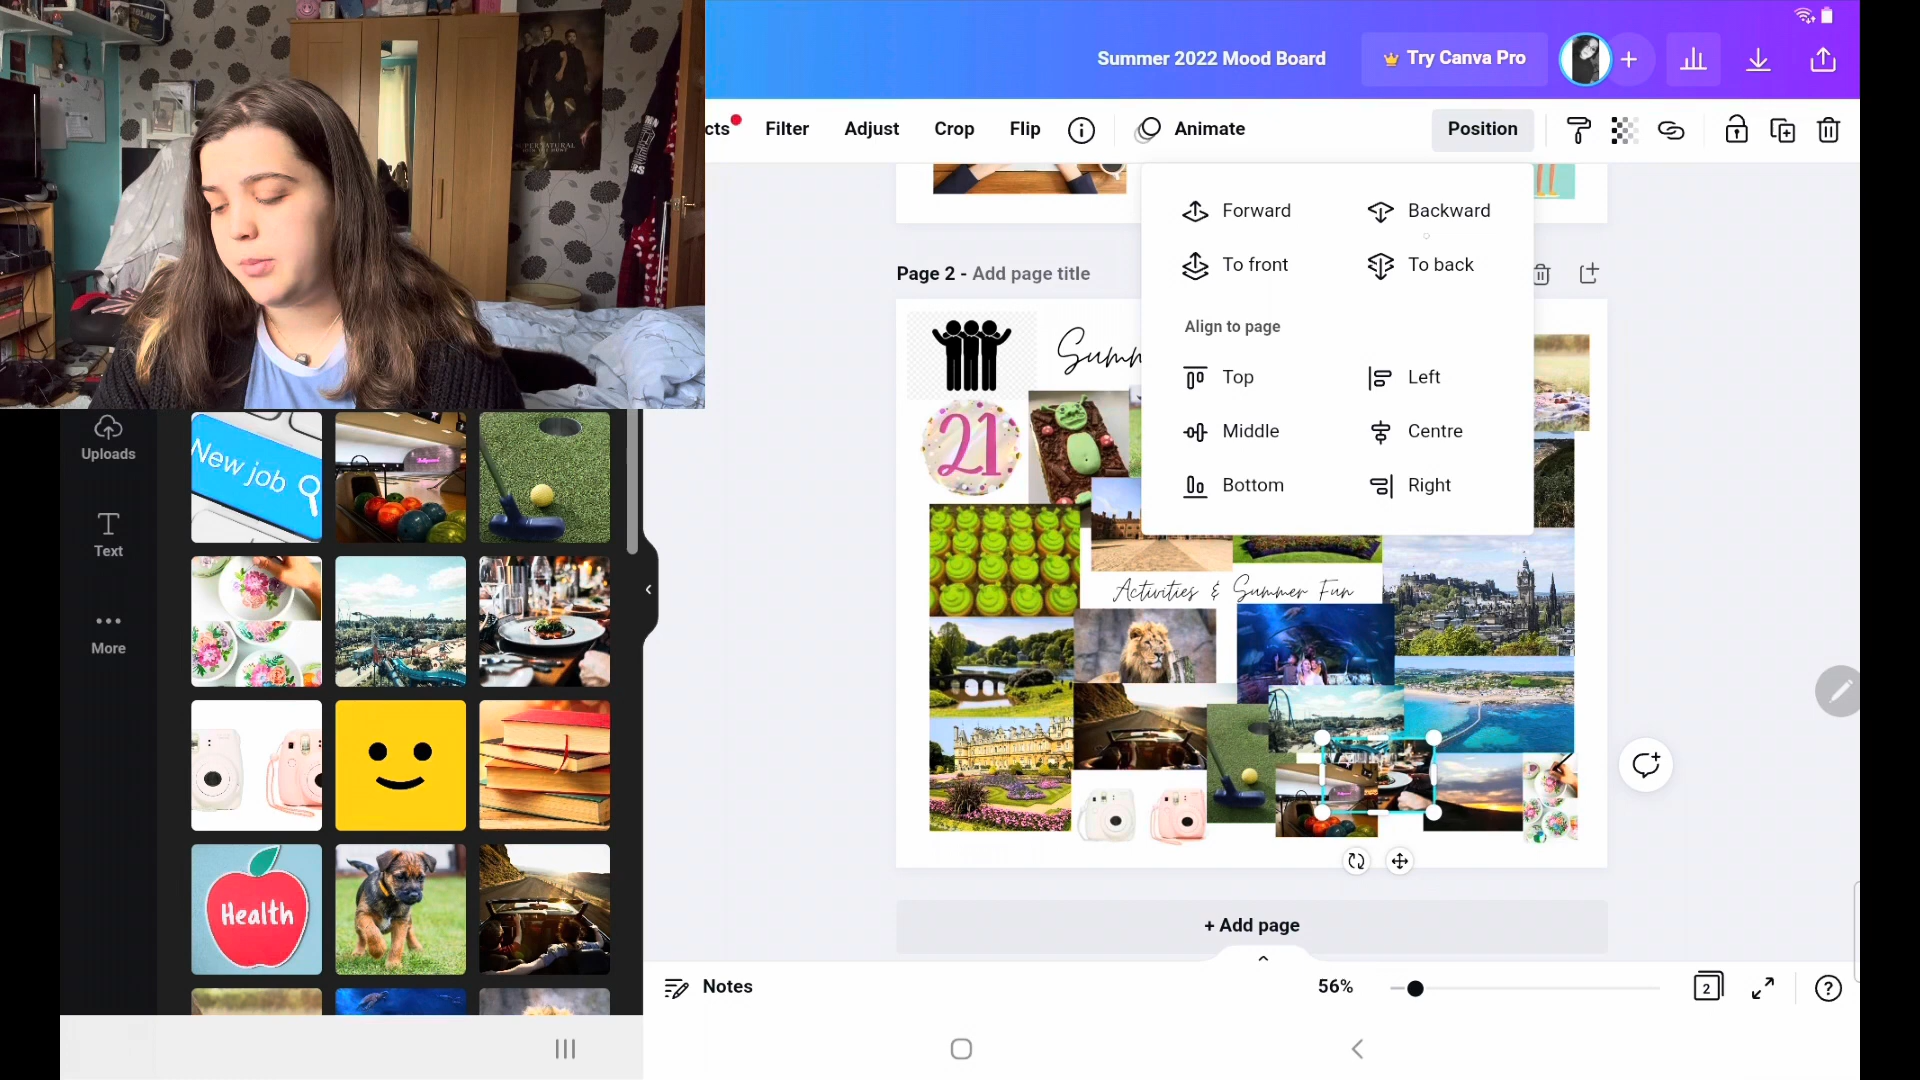 SUPERNATURAL
Summer 2022 Mood Board
Try Canva Pro
cts
Filter
Adjust
Crop
Flip
Animate
Position
Forward
Backward
To front
To back
Align to page
Top
Left
Middle
Centre
Bottom
Right
Page 2 - Add page title
Summ
21
Activities & Summer Fun
Uploads
Text
More
New job
Health
+ Add page
Notes
56%
2